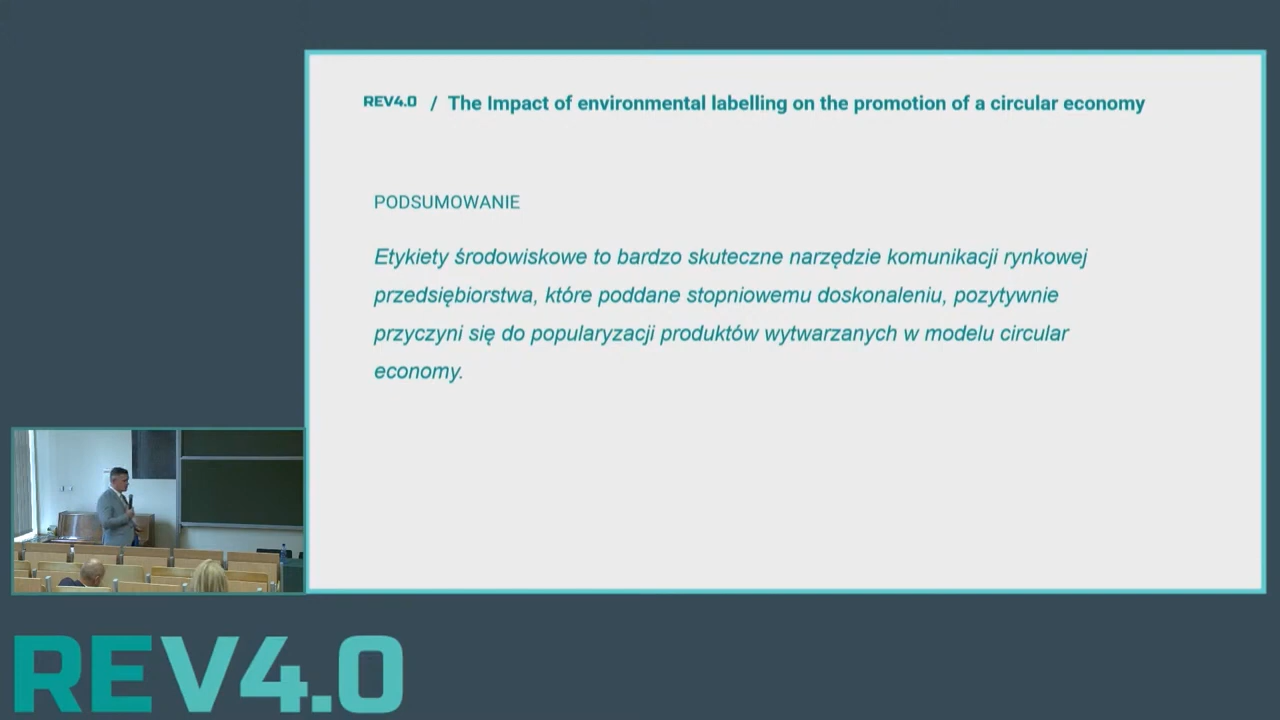 REV4.0 / The Impact of environmental labelling on the promotion of a circular economy
PODSUMOWANIE
Etykiety środowiskowe to bardzo skuteczne narzędzie komunikacji rynkowej
przedsiębiorstwa, które poddane stopniowemu doskonaleniu, pozytywnie
przyczyni się do popularyzacji produktów wytwarzanych w modelu circular
economy.
REV4.0